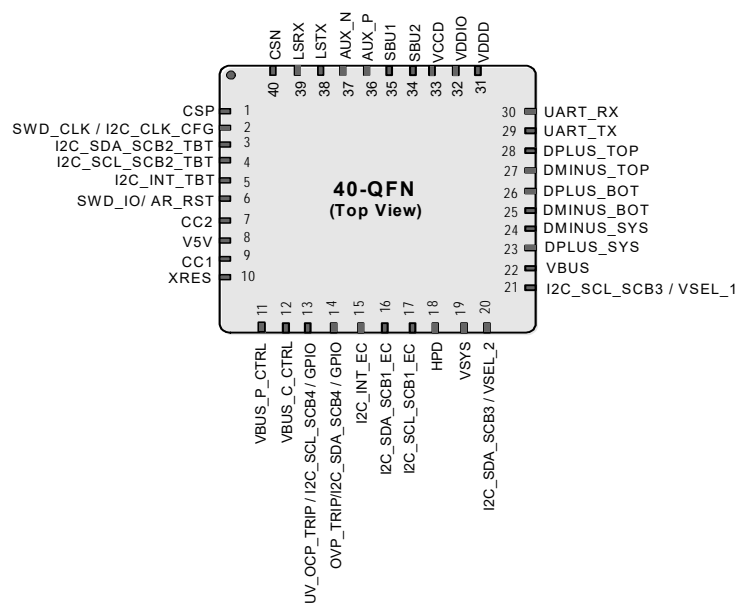 CSN
LSRX
LSTX
AUX_N
AUX_P
SBU1
SBU2
VCCD
VDDIO
VDDD
40
39
38
37
36
35
34
33
32
31
CSP 1
SWD_CLK / I2C_CLK_CFG 2
I2C_SDA_SCB2_TBT 3
I2C_SCL_SCB2_TBT 4
I2C_INT_TBT 5
SWD_IO/ AR_RST 6
CC2 7
V5V 8
CC1 9
XRES 10
40-QFN
(Top View)
30 UART_RX
29 UART_TX
28 DPLUS_TOP
27 DMINUS_TOP
26 DPLUS_BOT
25 DMINUS_BOT
24 DMINUS_SYS
23 DPLUS_SYS
22 VBUS
21 I2C_SCL_SCB3 / VSEL_1
11
12
13
14
15
16
17
18
19
20
VBUS_P_CTRL
VBUS_C_CTRL
UV_OCP_TRIP / I2C_SCL_SCB4 / GPIO
OVP_TRIP/I2C_SDA_SCB4 / GPIO
I2C_INT_EC
I2C_SDA_SCB1_EC
I2C_SCL_SCB1_EC
HPD
VSYS
I2C_SDA_SCB3 / VSEL_2